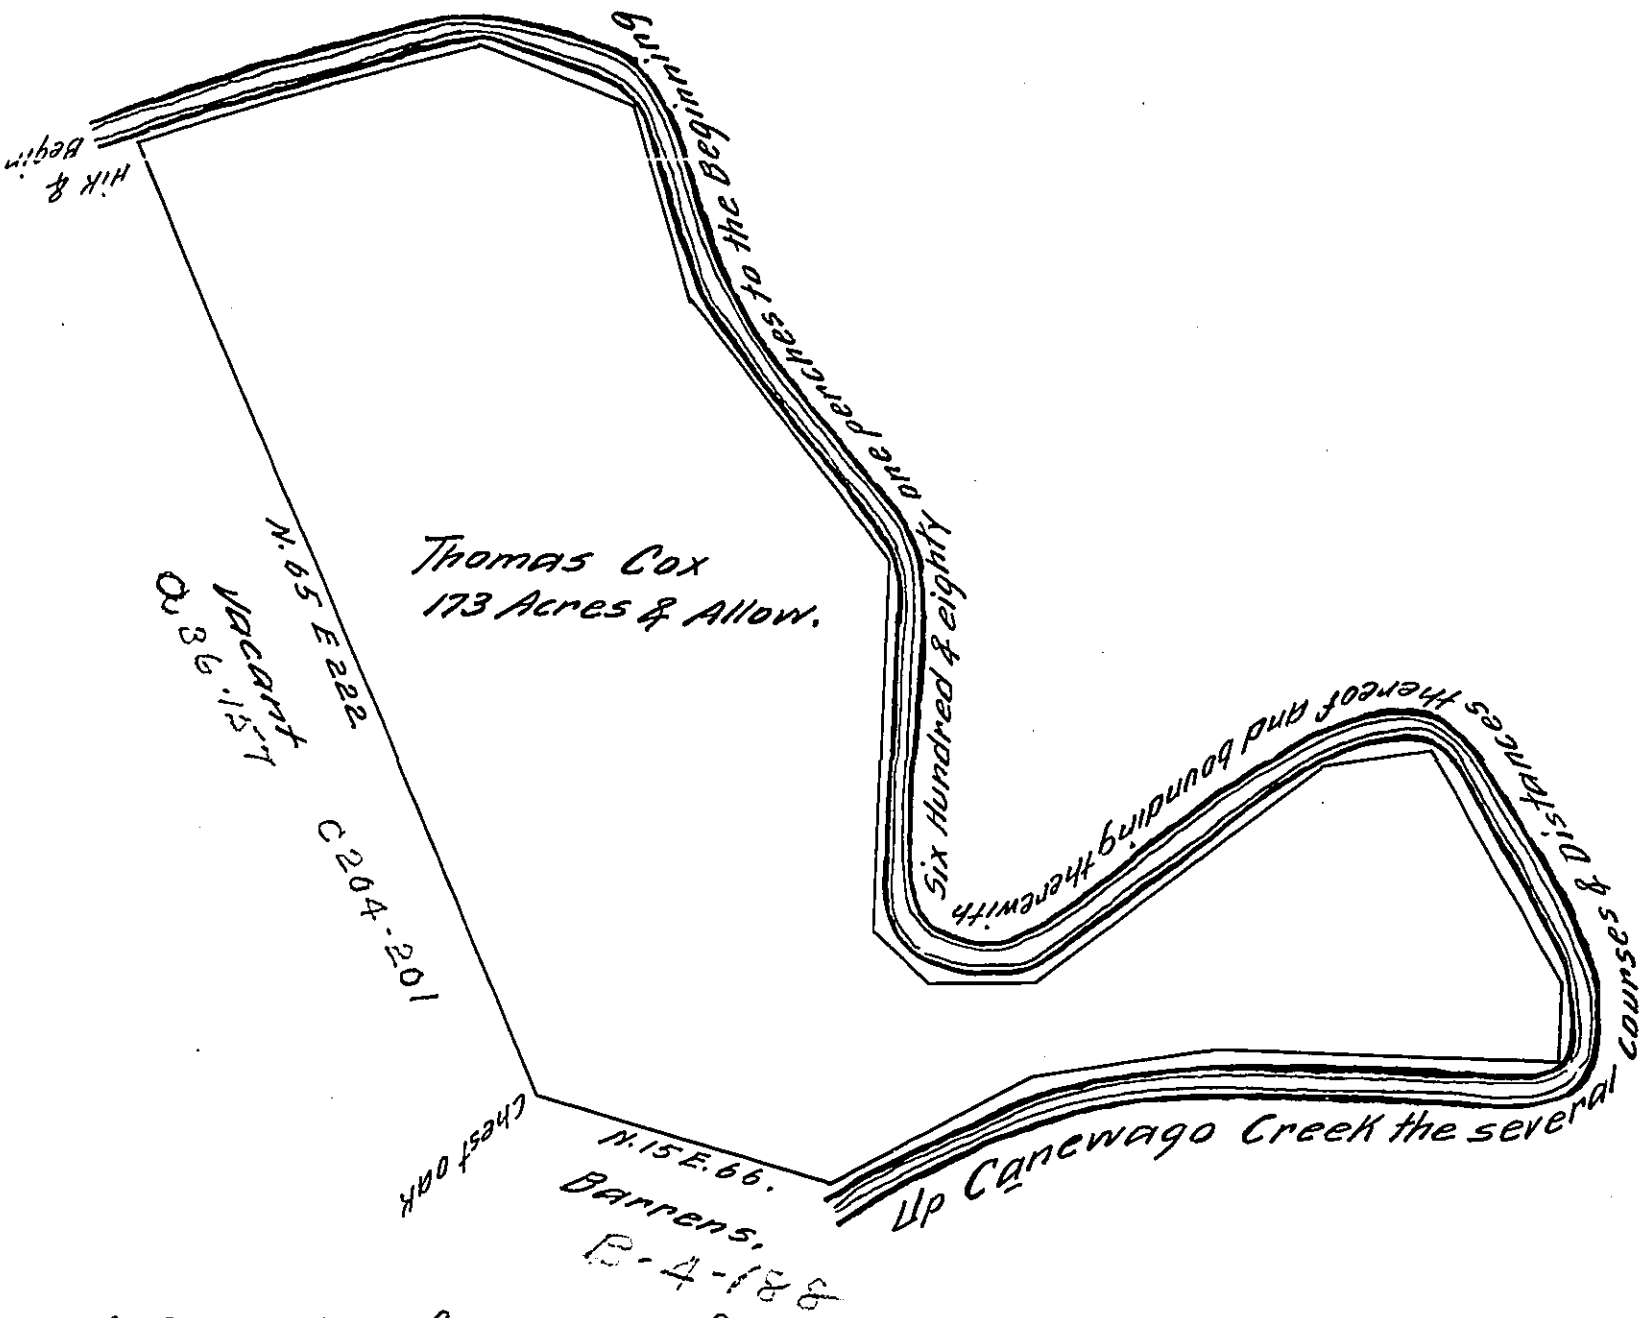 Hik &
Begin
Thomas Cox
173 Acres & Allow.
N. 65 E 222
Vacant
C 204-201
Chest oak
N. 15 E. 66.
Barrens.
B-4-188
Up Canewago Creek the several courses & Distances thereof and bounding therewith Six Hundred & eighty one perches to the Beginning